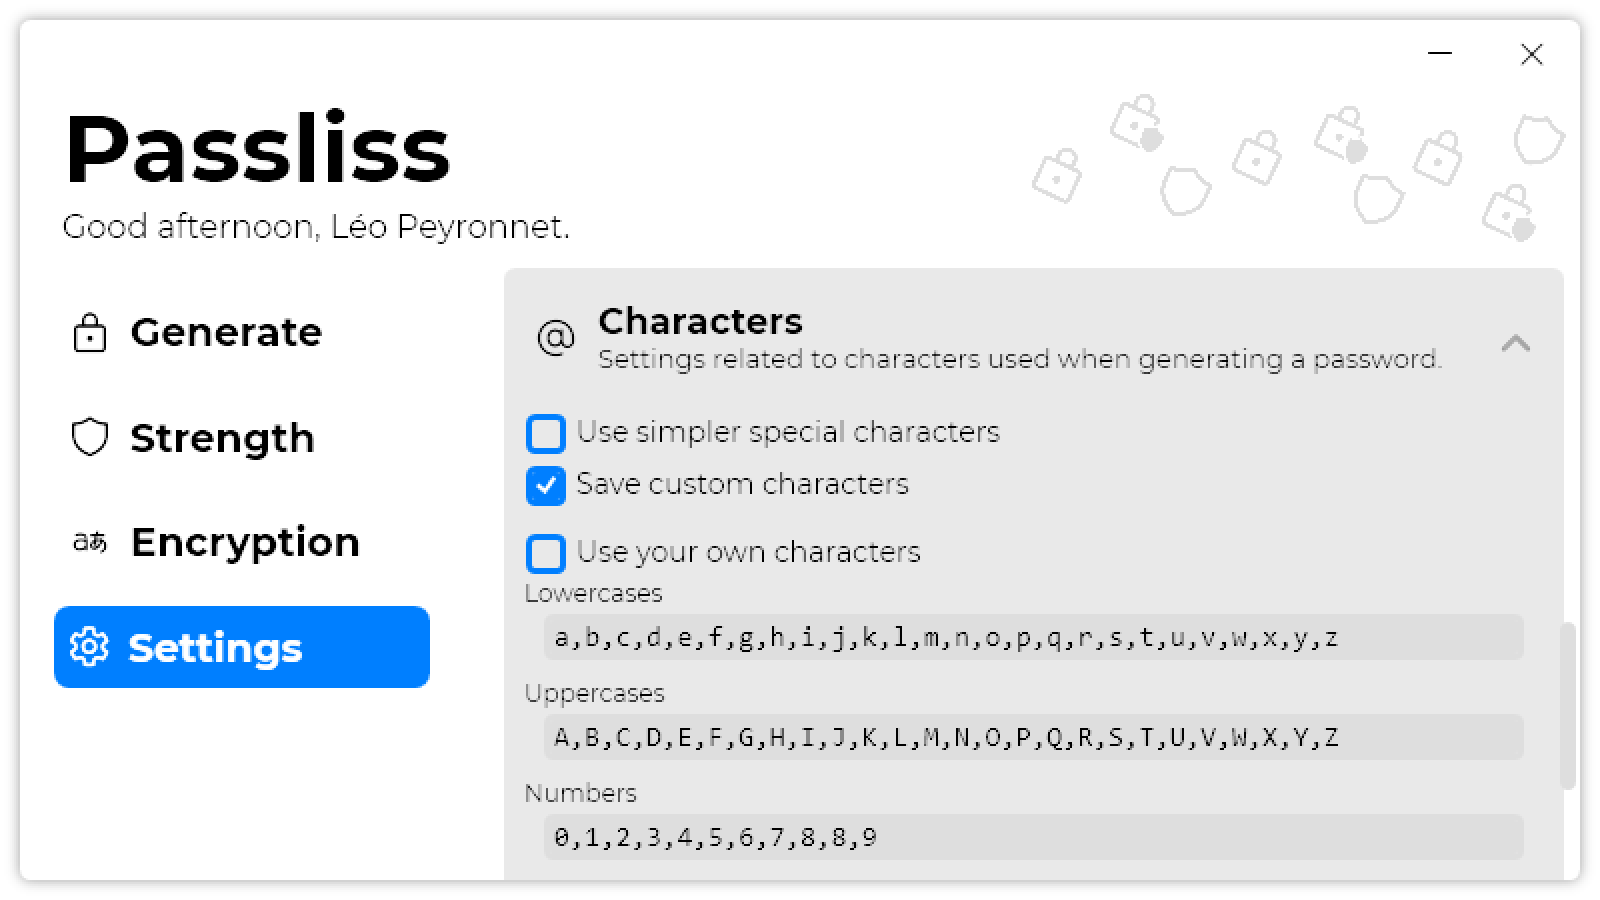 Passliss
Good afternoon, Léo Peyronnet.
Generate
Strength
aあ Encryption
Settings
@ Characters
Settings related to characters used when generating a password.
Use simpler special characters
Save custom characters
Use your own characters
Lowercases
a,b,c,d,e,f,g,h,i,j,k,l,m,n,o,p,q,r,s,t,u,v,w,x,y,z
Uppercases
A,B,C,D,E,F,G,H,I,J,K,L,M,N,O,P,Q,R,S,T,U,V,W,X,Y,Z
Numbers
0,1,2,3,4,5,6,7,8,8,9